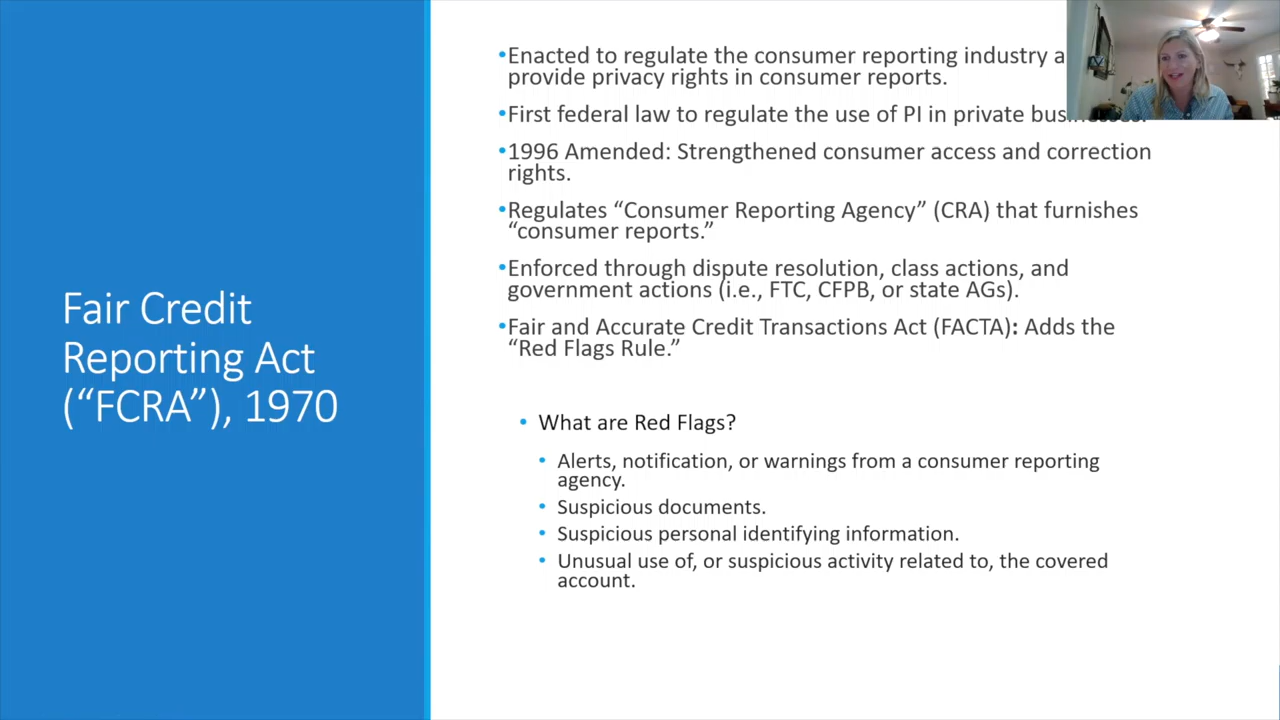 Fair Credit
Reporting Act
(“FCRA”), 1970
•Enacted to regulate the consumer reporting industry
provide privacy rights in consumer reports.
•First federal law to regulate the use of PI in private
•1996 Amended: Strengthened consumer access and correction
rights.
•Regulates “Consumer Reporting Agency” (CRA) that furnishes
“consumer reports.”
•Enforced through dispute resolution, class actions, and
government actions (i.e., FTC, CFPB, or state AGs).
•Fair and Accurate Credit Transactions Act (FACTA): Adds the
“Red Flags Rule.”
• What are Red Flags?
• Alerts, notification, or warnings from a consumer reporting
agency.
• Suspicious documents.
• Suspicious personal identifying information.
• Unusual use of, or suspicious activity related to, the covered
account.